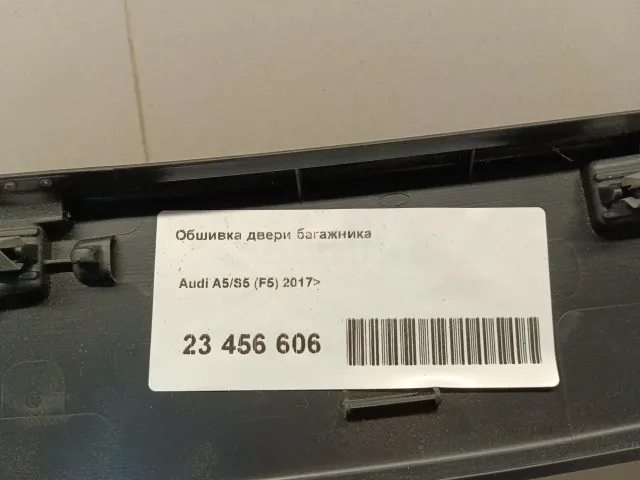 Обшивка двери багажника
Audi A5/S5 (F5) 2017>
23 456 606